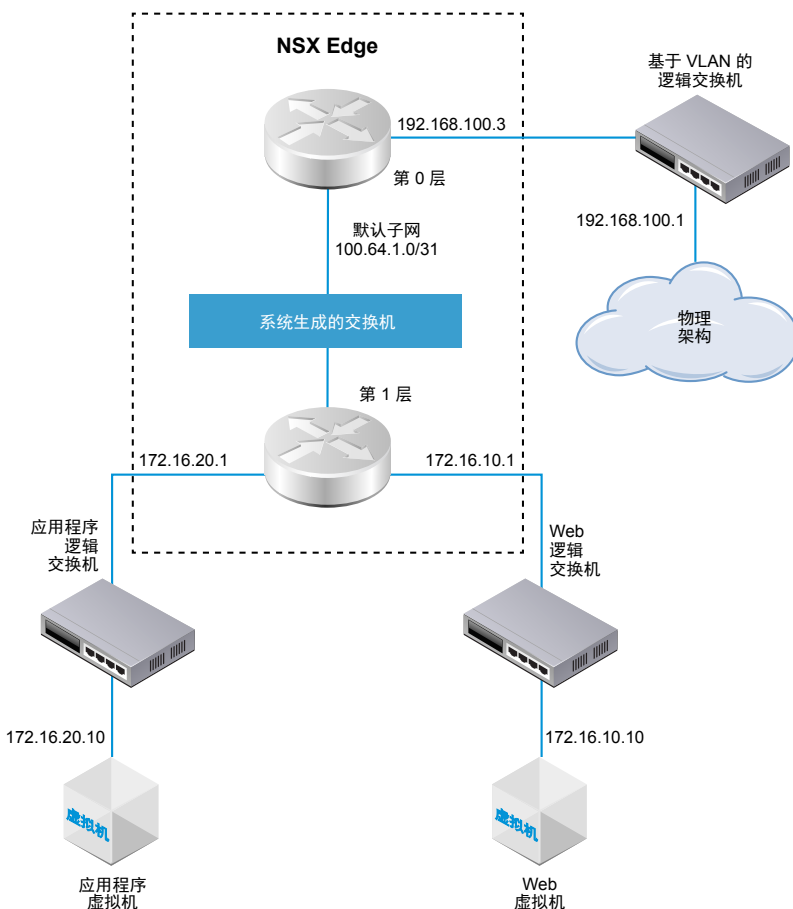 NSX Edge
基于 VLAN 的
逻辑交换机
192.168.100.3
第 0 层
192.168.100.1
默认子网
100.64.1.0/31
物理
架构
系统生成的交换机
第 1 层
172.16.20.1
172.16.10.1
应用程序
逻辑
交换机
Web
逻辑
交换机
172.16.20.10
172.16.10.10
虚拟机
虚拟机
应用程序
虚拟机
Web
虚拟机